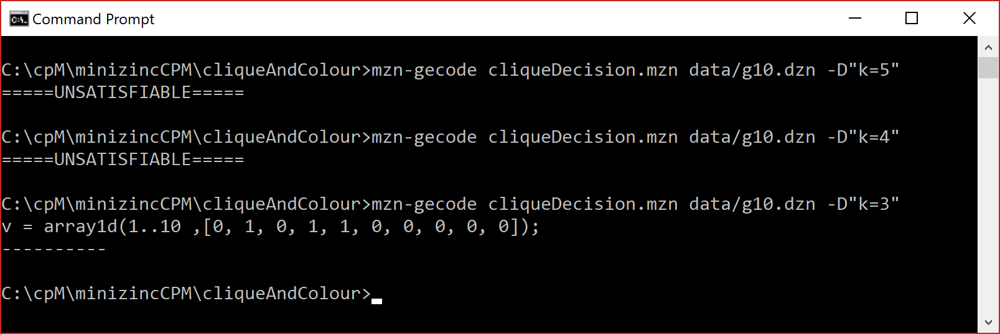 Command Prompt
C:\cpM\minizincCPM\cliqueAndColour>mzn-gecode cliqueDecision.mzn data/g10.dzn -D"k=5"
=====UNSATISFIABLE=====
C:\cpM\minizincCPM\cliqueAndColour>mzn-gecode cliqueDecision.mzn data/g10.dzn -D"k=4"
=====UNSATISFIABLE=====
C:\cpM\minizincCPM\cliqueAndColour>mzn-gecode cliqueDecision.mzn data/g10.dzn -D"k=3"
v = array1d(1..10 ,[0, 1, 0, 1, 1, 0, 0, 0, 0, 0]);
----------
C:\cpM\minizincCPM\cliqueAndColour>